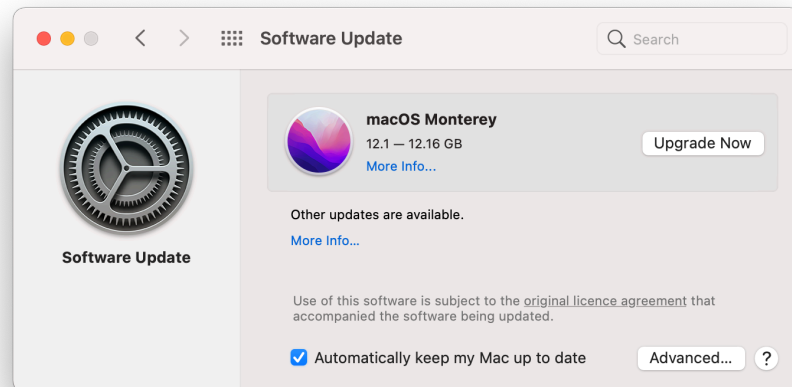 Software Update
Search
macOS Monterey
12.1 — 12.16 GB
Upgrade Now
More Info...
Other updates are available.
More Info...
Software Update
Use of this software is subject to the original licence agreement that
accompanied the software being updated.
Automatically keep my Mac up to date
Advanced...
?